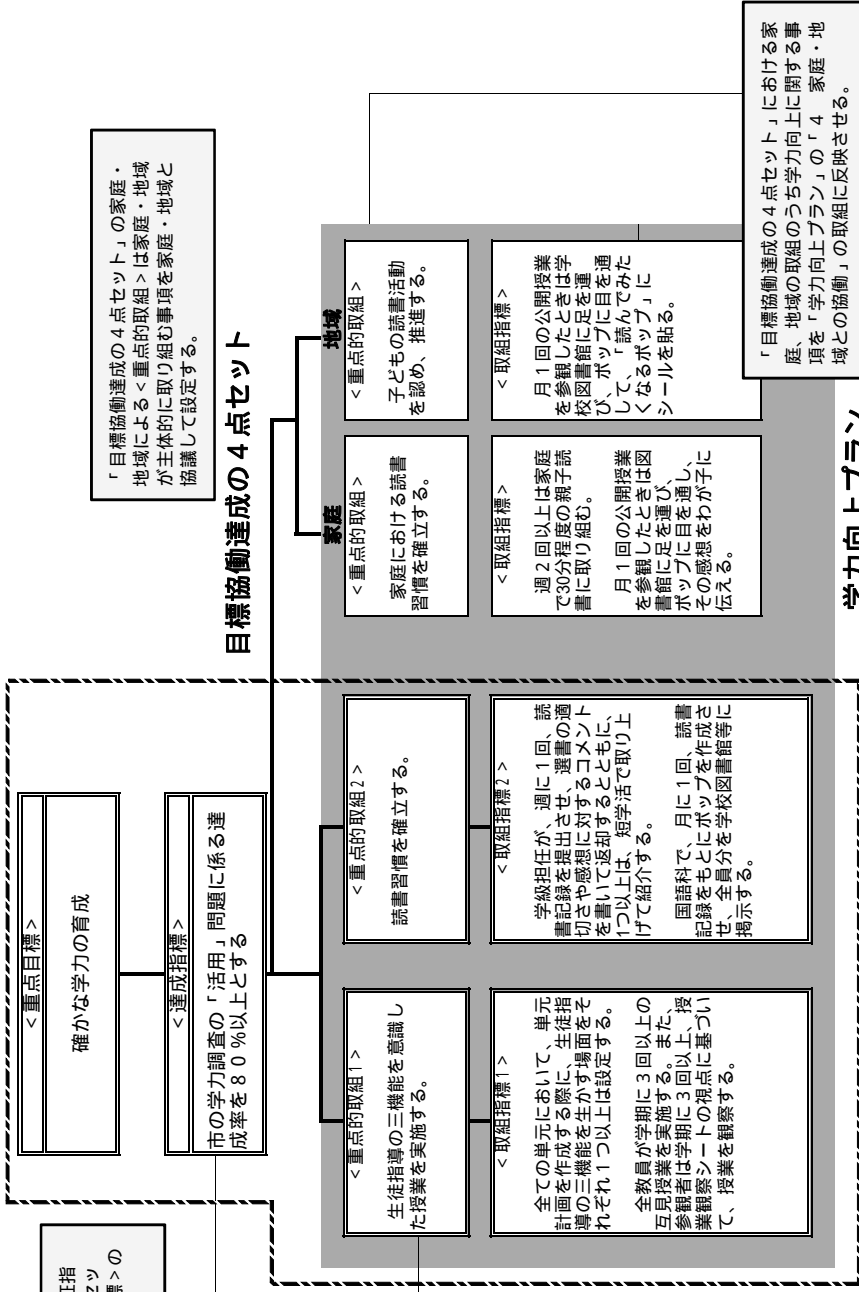 「目標協働達成の４点セット」の家庭・
地域による＜重点的取組＞は家庭・地域
が主体的に取り組む事項を家庭・地域と
協議して設定する。
目標協働達成の４点セット
＜重点目標＞
確かな学力の育成
＜達成指標＞
市の学力調査の「活用」問題に係る達
成率を８０％以上とする
＜重点的取組1＞
生徒指導の三機能を意識し
た授業を実施する。
＜取組指標1＞
全ての単元において、単元
計画を作成する際に、生徒指
導の三機能を生かす場面をそ
れぞれ１つ以上は設定する。
全教員が学期に３回以上の
互見授業を実施する。また、
参観者は学期に３回以上、授
業観察シートの視点に基づい
て、授業を観察する。
＜重点的取組2＞
読書習慣を確立する。
＜取組指標2＞
学級担任が、週に１回、読
書記録を提出させ、選書の適
切さや感想に対するコメント
を書いて返却するとともに、
1つ以上は、短学活で取り上
げて紹介する。
国語科で、月に１回、読書
記録をもとにポップを作成さ
せ、全員分を学校図書館等に
掲示する。
家庭
＜重点的取組＞
家庭における読書
習慣を確立する。
＜取組指標＞
週２回以上は家庭
で30分程度の親子読
書に取り組む。
月１回の公開授業
を参観したときは図
書館に足を運び、
ポップに目を通し、
その感想をわが子に
伝える。
地域
＜重点的取組＞
子どもの読書活動
を認め、推進する。
＜取組指標＞
月１回の公開授業
を参観したときは学
校図書館に足を運
び、ポップに目を通
して、「読んでみた
くなるポップ」に
シールを貼る。
「目標協働達成の４点セット」における家
庭、地域の取組のうち学力向上に関する事
項を「学力向上プラン」の「４　家庭・地
域との協働」の取組に反映させる。
学力向上プラン